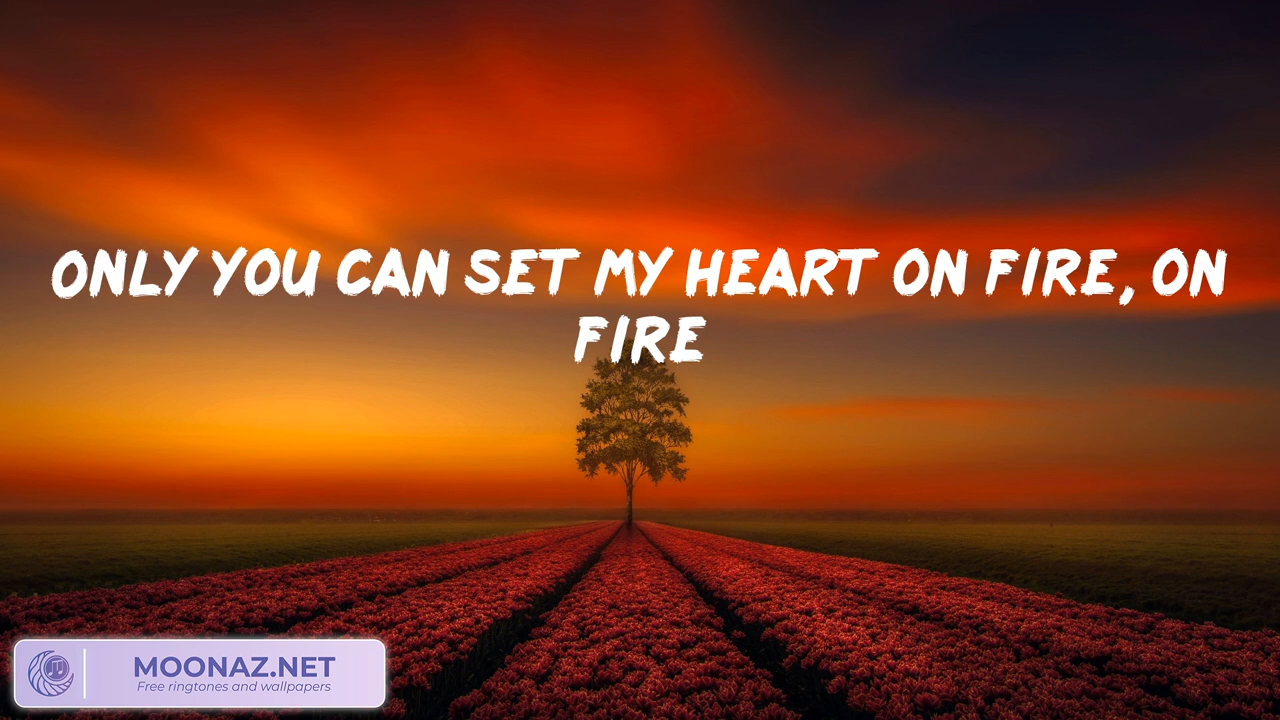 ONLY YOU CAN SET MY HEART ON FIRE, ON
FIRE
MOONAZ.NET
Free ringtones and wallpapers